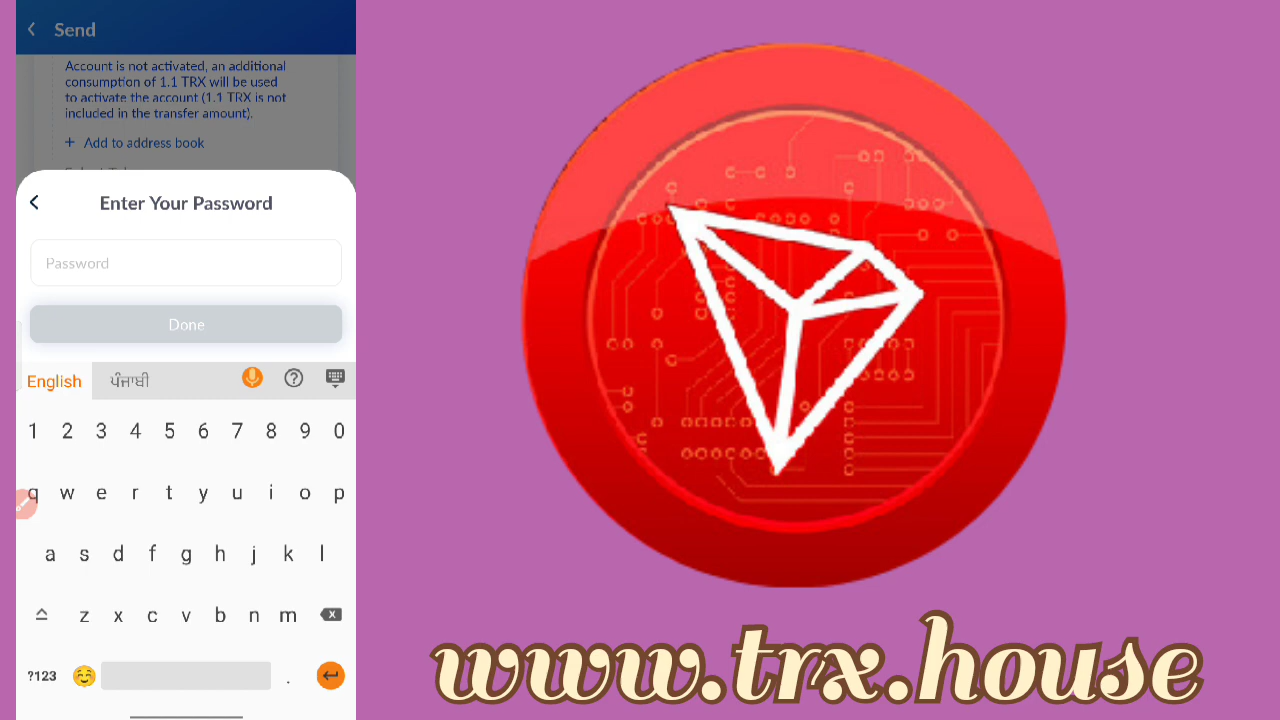 Send
Account is not activated, an additional
consumption of 1.1 TRX will be used
to activate the account (1.1 TRX is not
included in the transfer amount).
+ Add to address book
Enter Your Password
Password
Done
English ਪੰਜਾਬੀ
1 2 3 4 5 6 7 8 9 0
q w e r t y u i o p
a s d f g h j k l
z x c v b n m
?123 .
www.trx.house